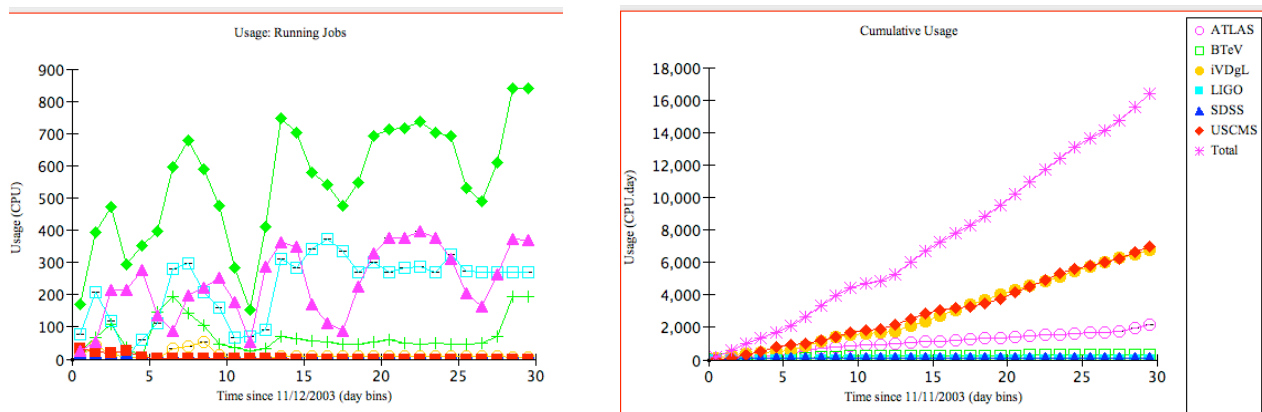 Usage: Running Jobs
900
800
700
600
500
400
300
200
100
0
Usage (CPU)
0 5 10 15 20 25 30
Time since 11/12/2003 (day bins)
Cumulative Usage
18,000
16,000
14,000
12,000
10,000
8,000
6,000
4,000
2,000
0
Usage (CPU.day)
0 5 10 15 20 25 30
Time since 11/11/2003 (day bins)
ATLAS
BTeV
iVDgL
LIGO
SDSS
USCMS
Total